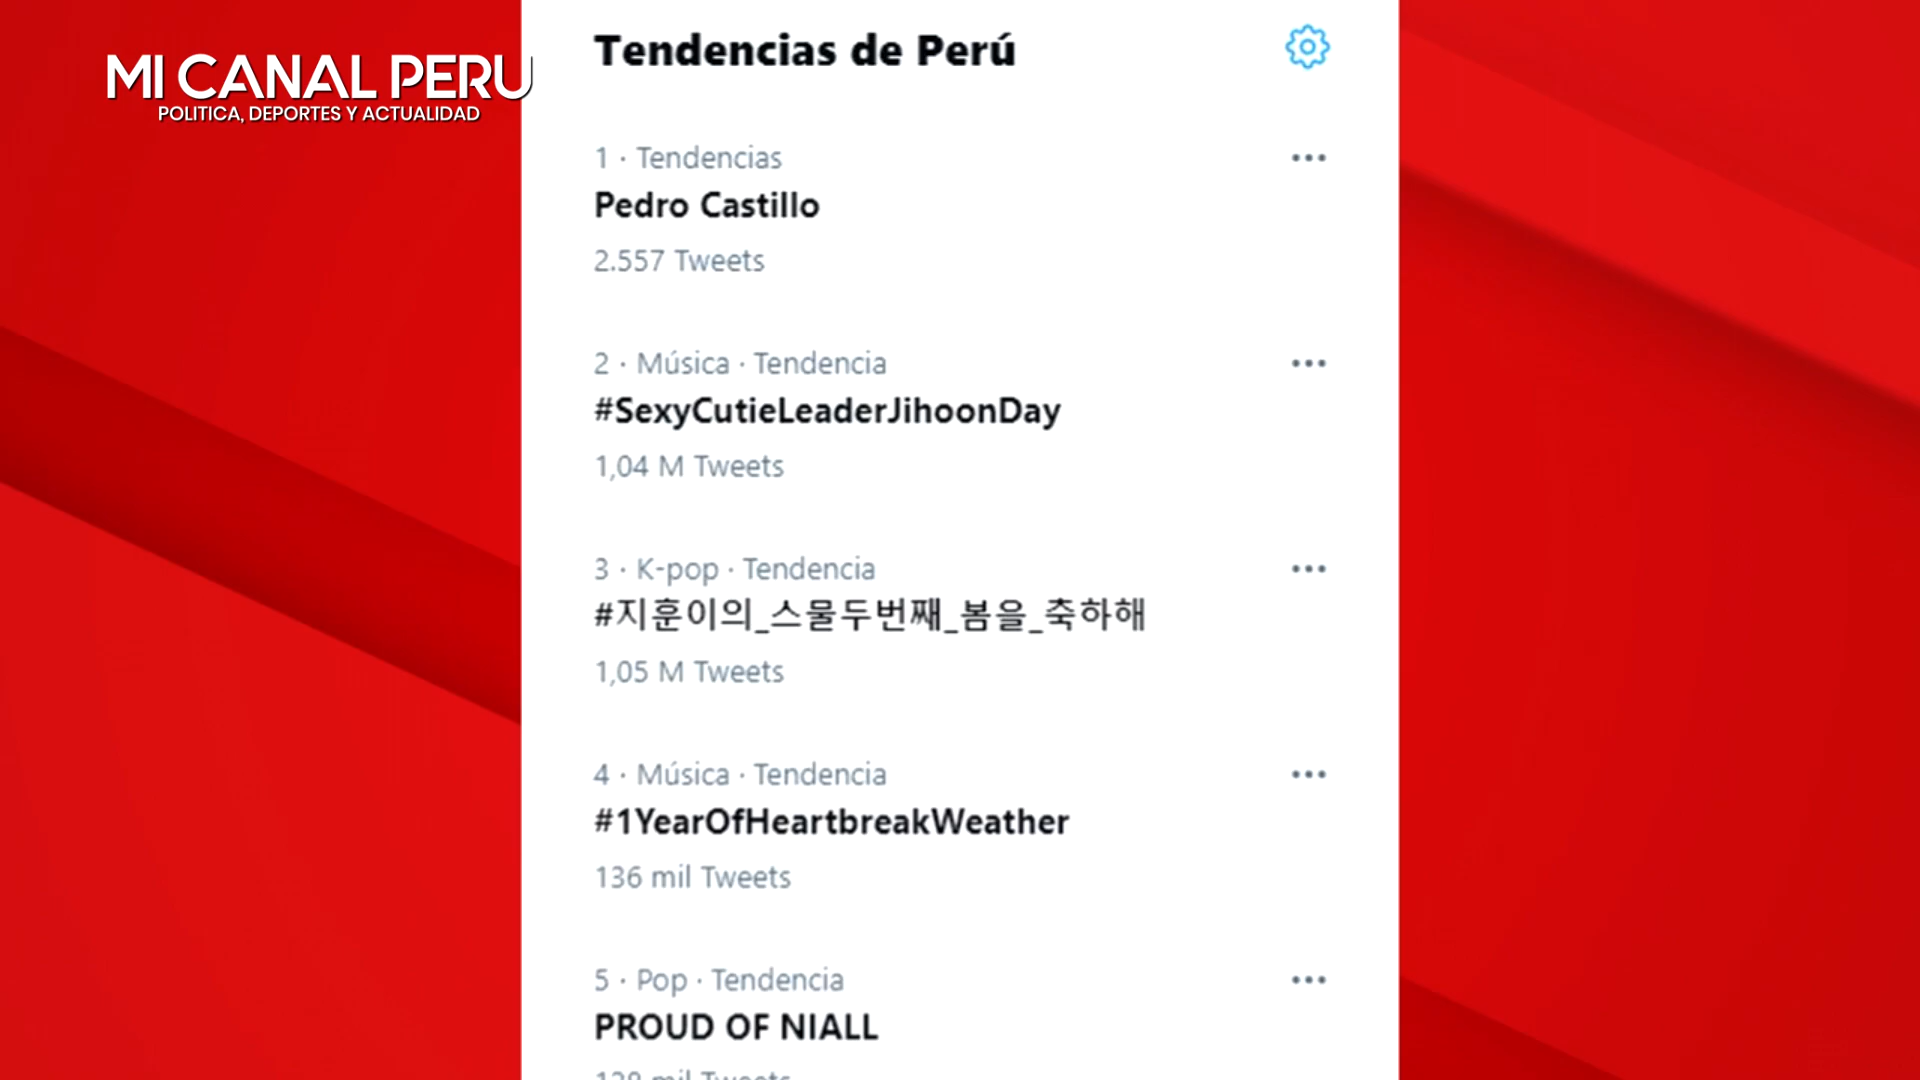 MI CANAL PERU
POLITICA, DEPORTES Y ACTUALIDAD
Tendencias de Perú
1 · Tendencias
Pedro Castillo
2.557 Tweets
2 · Música · Tendencia
#SexyCutieLeaderJihoonDay
1,04 M Tweets
3 · K-pop · Tendencia
#지훈이의_스물두번째_봄을_축하해
1,05 M Tweets
4 · Música · Tendencia
#1YearOfHeartbreakWeather
136 mil Tweets
5 · Pop · Tendencia
PROUD OF NIALL
mil Tweets